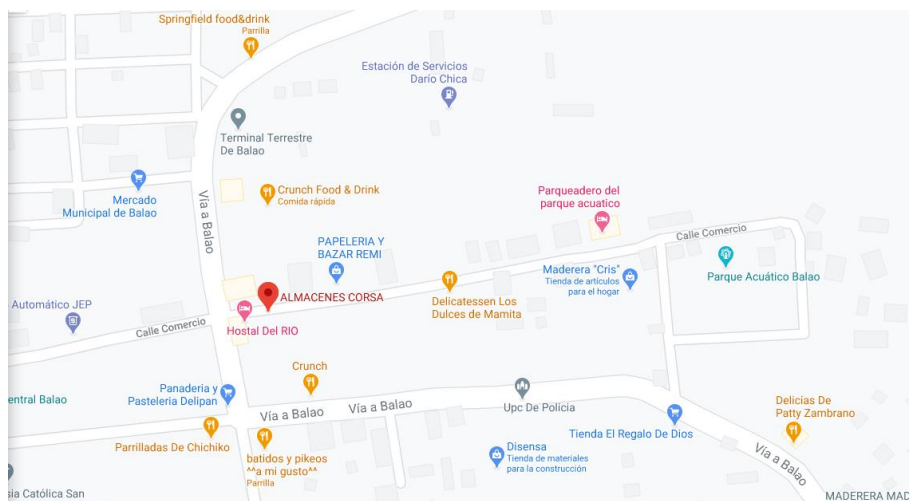 Springfield food&drink
Parrilla
Estación de Servicios
Darío Chica
Terminal Terrestre
De Balao
Mercado
Municipal de Balao
Vía a Balao
Crunch Food & Drink
Comida rápida
Parqueadero del
parque acuatico
PAPELERIA Y
BAZAR REMI
Calle Comercio
Parque Acuático Balao
Maderera "Cris"
Tienda de artículos
para el hogar
ALMACENES CORSA
Delicatessen Los
Dulces de Mamita
Automático JEP
Calle Comercio
Hostal Del RIO
Crunch
Panaderia y
Pasteleria Delipan
entral Balao
Vía a Balao
Vía a Balao
Upc De Policia
Delicias De
Patty Zambrano
Parrilladas De Chichiko
Tienda El Regalo De Dios
batidos y pikeos
^^a mi gusto^^
Parrilla
Disensa
Tienda de materiales
para la construcción
Vía a Balao
sia Católica San
MADERERA MAD